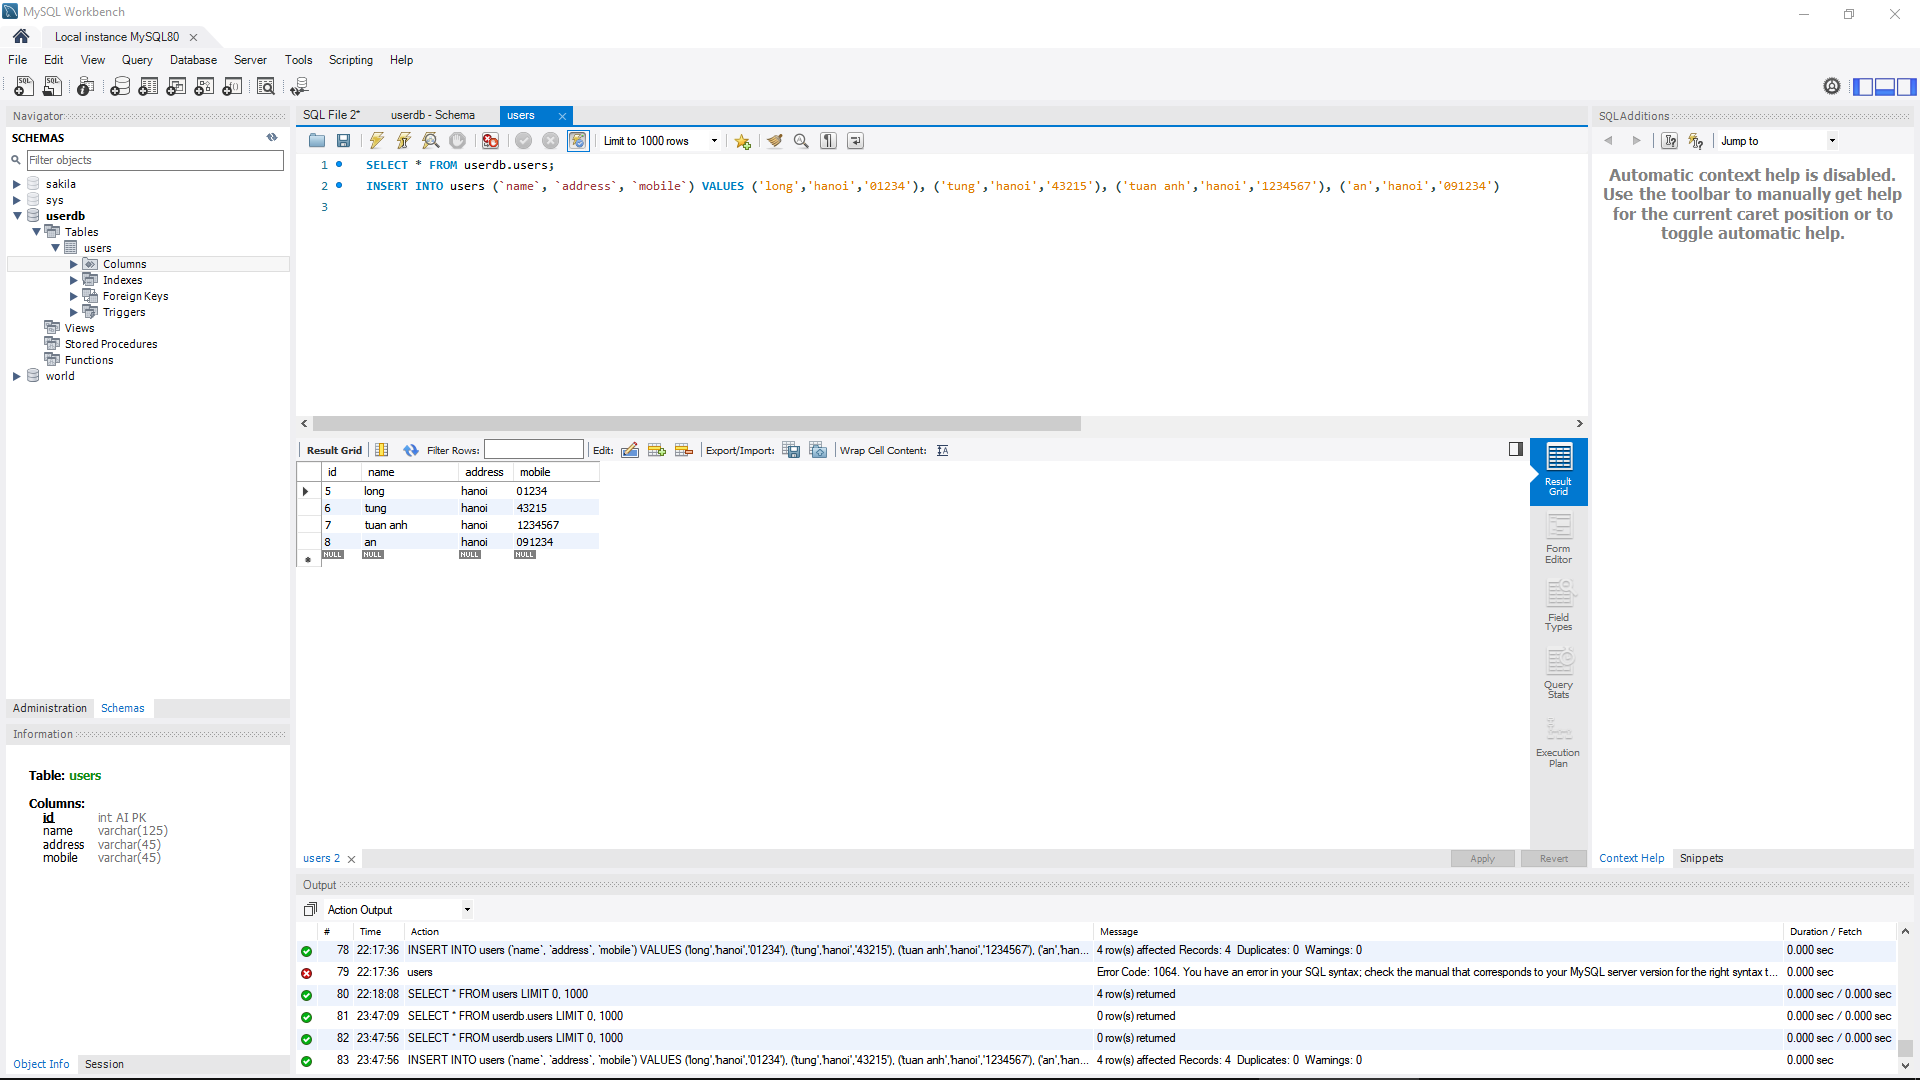 MySQL Workbench
Local instance MySQL80
File Edit View Query Database Server Tools Scripting Help
Navigator
SCHEMAS
Filter objects
sakila
sys
userdb
Tables
users
Columns
Indexes
Foreign Keys
Triggers
Views
Stored Procedures
Functions
world
Administration Schemas
Information
Table: users
Columns:
id int AI PK
name varchar(125)
address varchar(45)
mobile varchar(45)
Object Info Session
SQL File 2* userdb - Schema users
Limit to 1000 rows
1 SELECT * FROM userdb.users;
2 INSERT INTO users (`name`, `address`, `mobile`) VALUES ('long','hanoi','01234'), ('tung','hanoi','43215'), ('tuan anh','hanoi','1234567'), ('an','hanoi','091234')
3
Result Grid Filter Rows: Edit: Export/Import: Wrap Cell Content:
id name address mobile
5 long hanoi 01234
6 tung hanoi 43215
7 tuan anh hanoi 1234567
8 an hanoi 091234
NULL NULL NULL NULL
Result Grid
Form Editor
Field Types
Query Stats
Execution Plan
users 2 Apply Revert
SQLAdditions
Jump to
Automatic context help is disabled.
Use the toolbar to manually get help
for the current caret position or to
toggle automatic help.
Context Help Snippets
Output
Action Output
# Time Action Message Duration / Fetch
78 22:17:36 INSERT INTO users (`name`, `address`, `mobile`) VALUES ('long','hanoi','01234'), ('tung','hanoi','43215'), ('tuan anh','hanoi','1234567'), ('an','han... 4 row(s) affected Records: 4 Duplicates: 0 Warnings: 0 0.000 sec
79 22:17:36 users Error Code: 1064. You have an error in your SQL syntax; check the manual that corresponds to your MySQL server version for the right syntax t... 0.000 sec
80 22:18:08 SELECT * FROM users LIMIT 0, 1000 4 row(s) returned 0.000 sec / 0.000 sec
81 23:47:09 SELECT * FROM userdb.users LIMIT 0, 1000 0 row(s) returned 0.000 sec / 0.000 sec
82 23:47:56 SELECT * FROM userdb.users LIMIT 0, 1000 0 row(s) returned 0.000 sec / 0.000 sec
83 23:47:56 INSERT INTO users (`name`, `address`, `mobile`) VALUES ('long','hanoi','01234'), ('tung','hanoi','43215'), ('tuan anh','hanoi','1234567'), ('an','han... 4 row(s) affected Records: 4 Duplicates: 0 Warnings: 0 0.000 sec